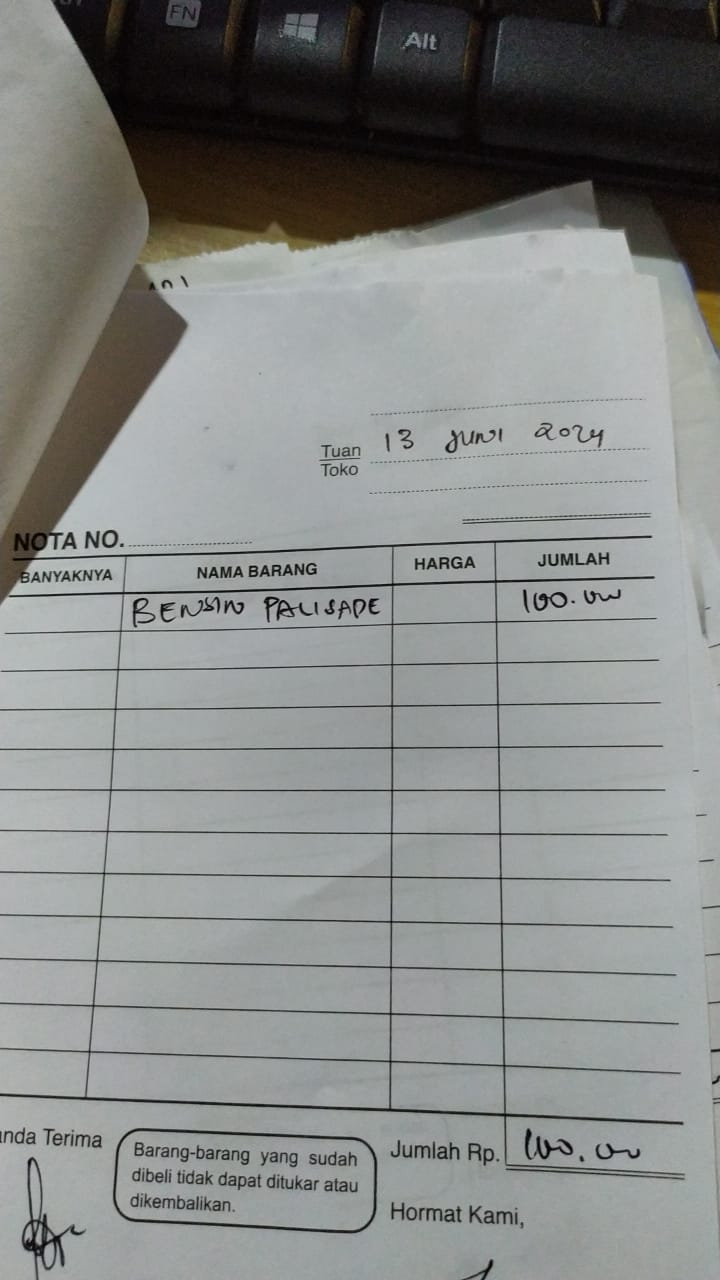 FN
Alt
Tuan 13 JUNI 2024
Toko
NOTA NO.
BANYAKNYA NAMA BARANG HARGA JUMLAH
BENSIN PALISADE 100.000
anda Terima
Barang-barang yang sudah
dibeli tidak dapat ditukar atau
dikembalikan.
Jumlah Rp. 100.000
Hormat Kami,